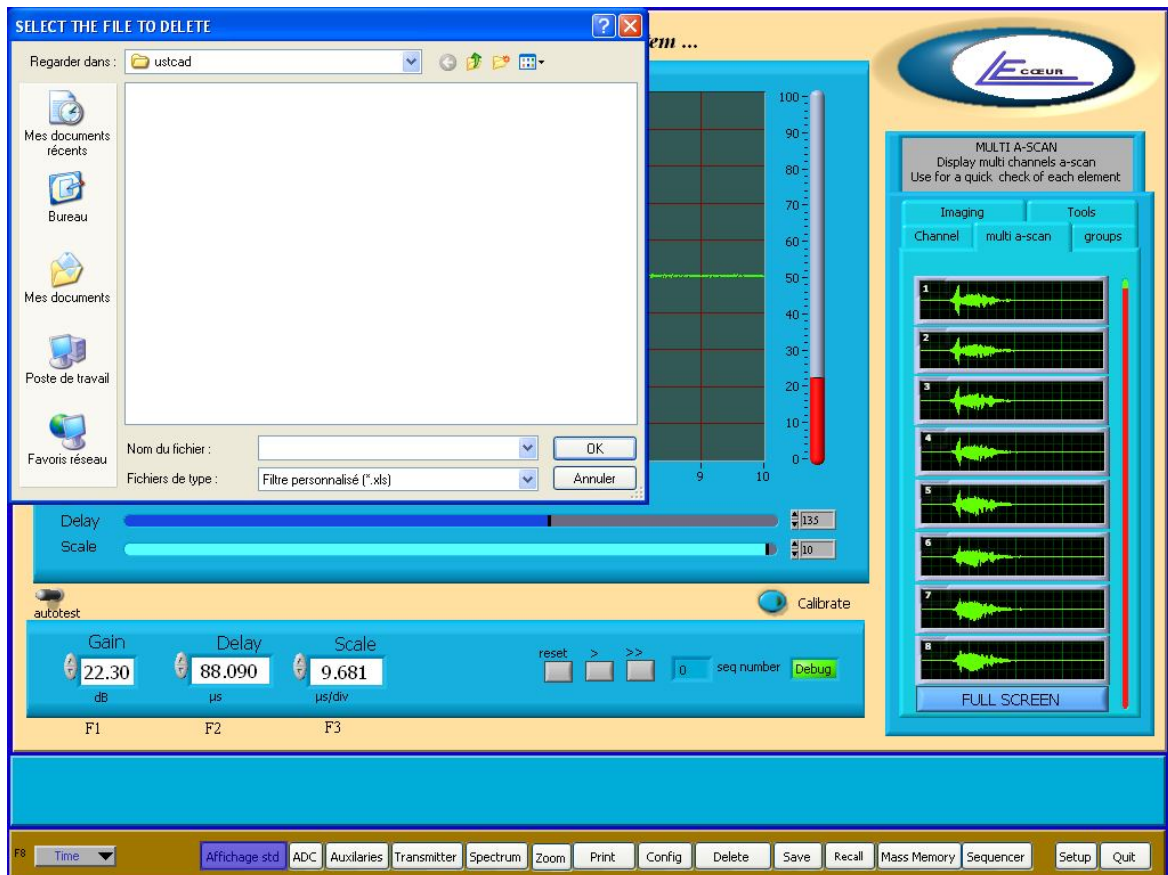 SELECT THE FILE TO DELETE
em ...
Regarder dans :
ustcad
Mes documents
récents
Bureau
Mes documents
Poste de travail
Favoris réseau
Nom du fichier :
OK
Fichiers de type :
Filtre personnalisé (*.xls)
Annuler
100
90
80
70
60
50
40
30
20
10
0
9
10
LECŒUR
MULTI A-SCAN
Display multi channels a-scan
Use for a quick check of each element
Imaging
Tools
Channel
multi a-scan
groups
1
2
3
4
5
6
7
8
FULL SCREEN
Delay
135
Scale
10
autotest
Calibrate
Gain
Delay
Scale
22.30
88.090
9.681
dB
µs
µs/div
reset
>
>>
0
seq number
Debug
F1
F2
F3
F8
Time
Affichage std
ADC
Auxilaries
Transmitter
Spectrum
Zoom
Print
Config
Delete
Save
Recall
Mass Memory
Sequencer
Setup
Quit